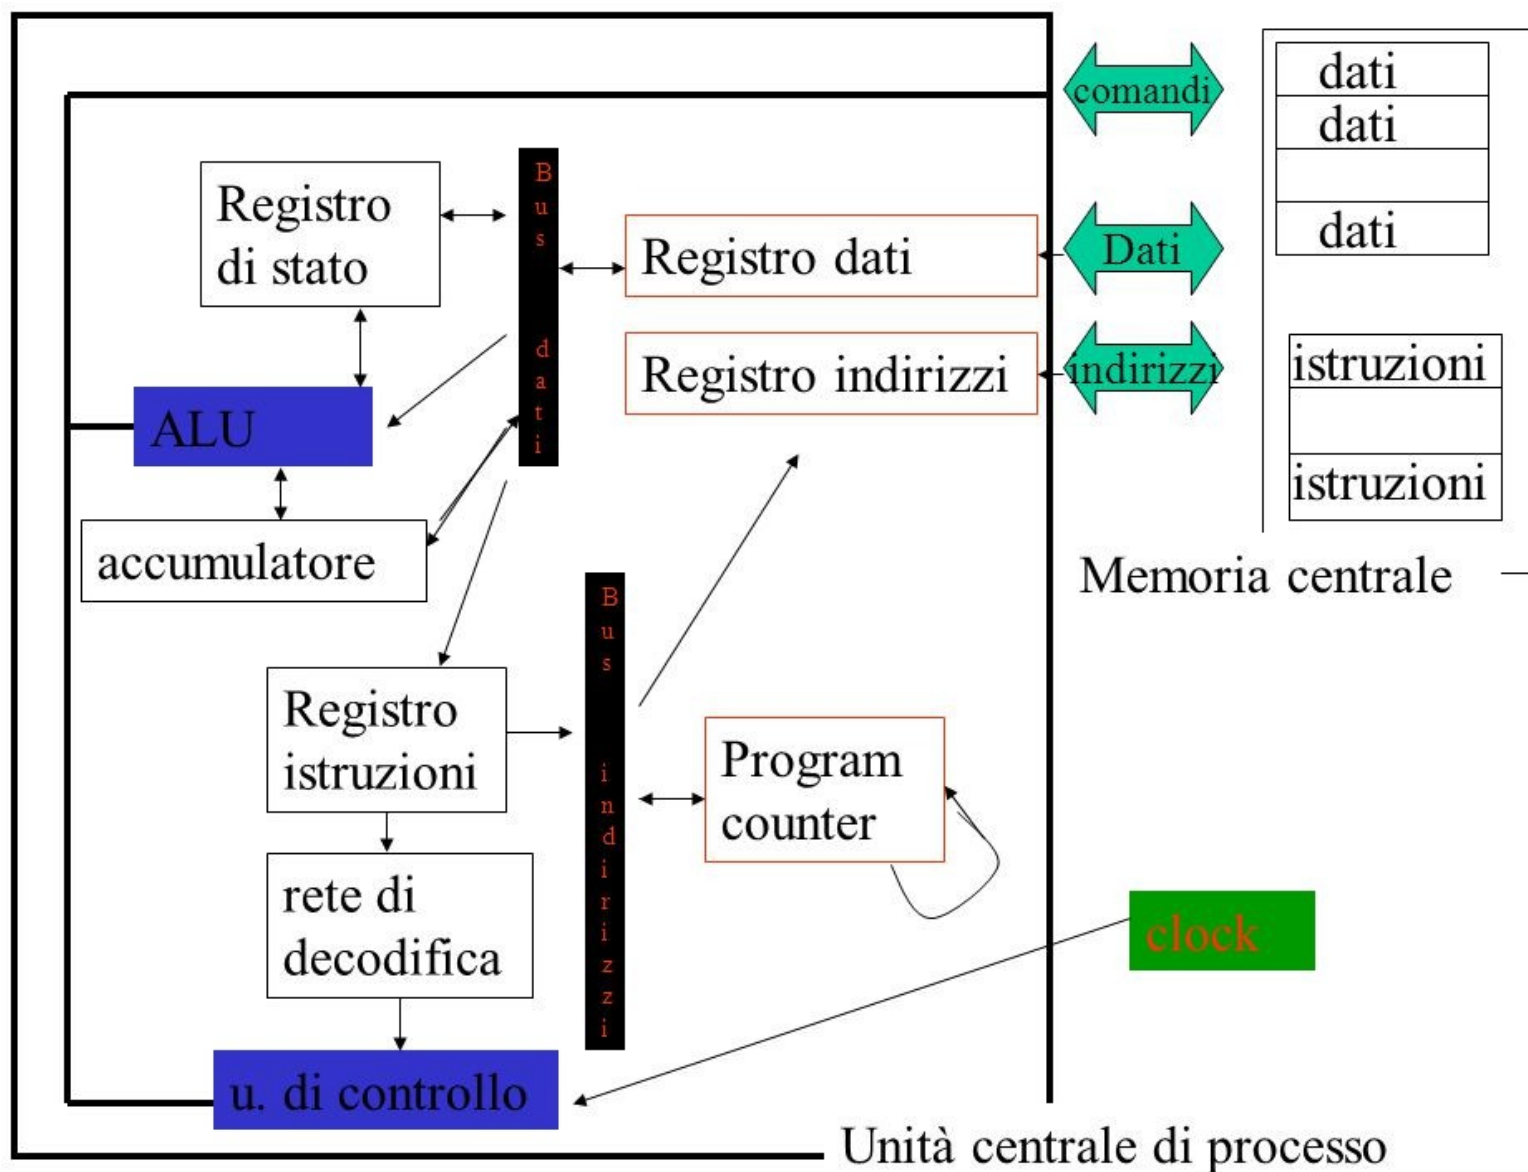 comandi
dati
dati
dati
Registro
di stato
Bus dati
Registro dati
Dati
Registro indirizzi
indirizzi
istruzioni
istruzioni
ALU
accumulatore
Memoria centrale
Bus indirizzi
Registro
istruzioni
Program
counter
rete di
decodifica
clock
u. di controllo
Unità centrale di processo